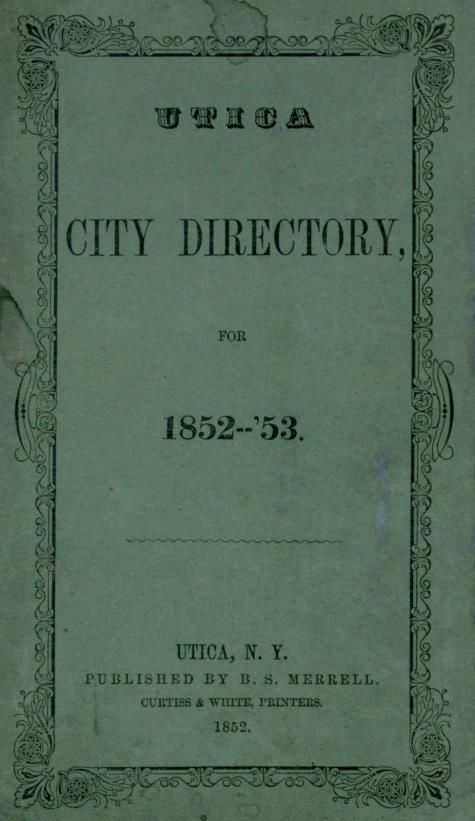 UTICA
CITY DIRECTORY,
FOR
1852--'53.
UTICA, N. Y.
PUBLISHED BY B. S. MERRELL.
CURTISS & WHITE, PRINTERS.
1852.